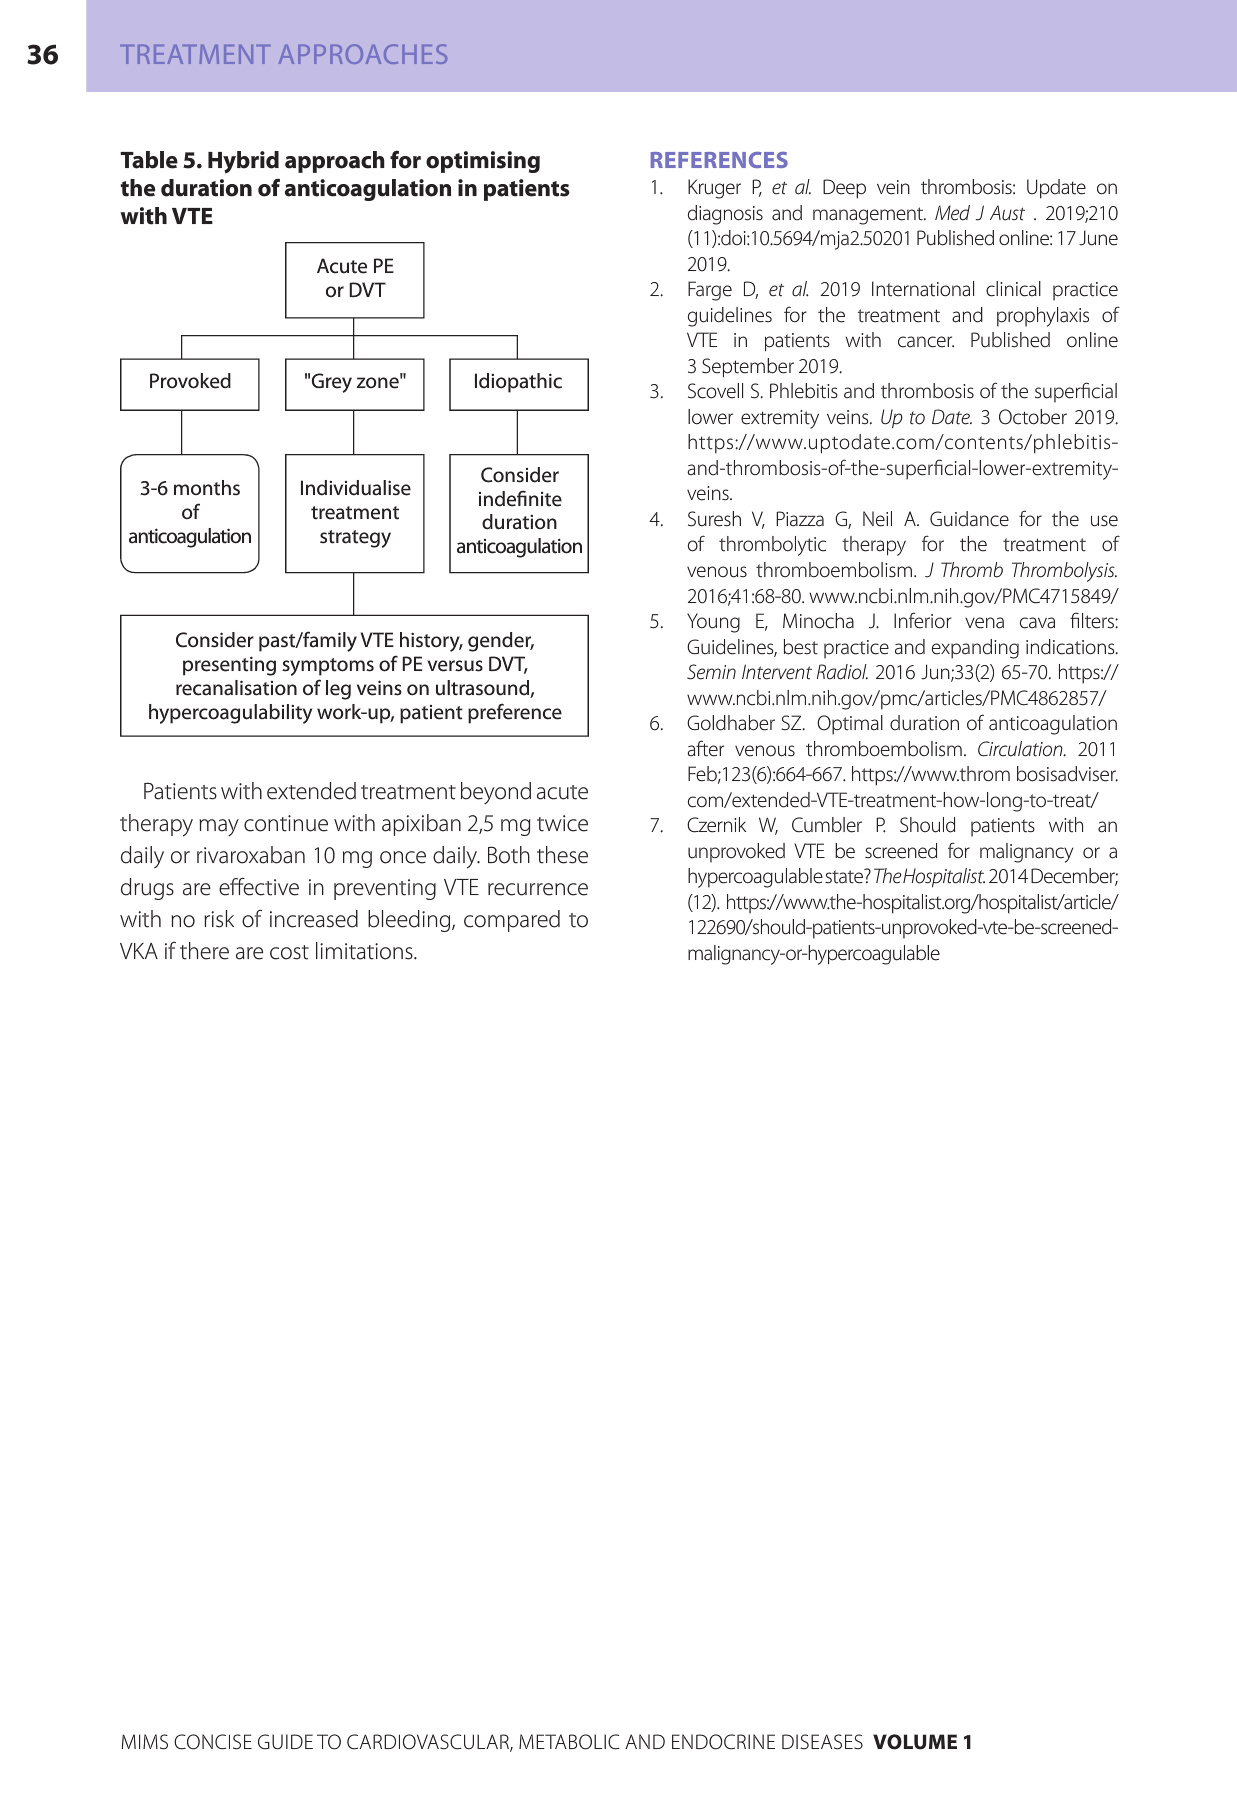 36
TREATMENT APPROACHES
Table 5. Hybrid approach for optimising
the duration of anticoagulation in patients
with VTE
Acute PE
or DVT
Provoked
"Grey zone"
Idiopathic
3-6 months
of
anticoagulation
Individualise
treatment
strategy
Consider
indefinite
duration
anticoagulation
Consider past/family VTE history, gender,
presenting symptoms of PE versus DVT,
recanalisation of leg veins on ultrasound,
hypercoagulability work-up, patient preference
Patients with extended treatment beyond acute
therapy may continue with apixiban 2,5 mg twice
daily or rivaroxaban 10 mg once daily. Both these
drugs are effective in preventing VTE recurrence
with no risk of increased bleeding, compared to
VKA if there are cost limitations.
REFERENCES
1. Kruger P, et al. Deep vein thrombosis: Update on
diagnosis and management. Med J Aust . 2019;210
(11):doi:10.5694/mja2.50201 Published online: 17 June
2019.
2. Farge D, et al. 2019 International clinical practice
guidelines for the treatment and prophylaxis of
VTE in patients with cancer. Published online
3 September 2019.
3. Scovell S. Phlebitis and thrombosis of the superficial
lower extremity veins. Up to Date. 3 October 2019.
https://www.uptodate.com/contents/phlebitis-
and-thrombosis-of-the-superficial-lower-extremity-
veins.
4. Suresh V, Piazza G, Neil A. Guidance for the use
of thrombolytic therapy for the treatment of
venous thromboembolism. J Thromb Thrombolysis.
2016;41:68-80. www.ncbi.nlm.nih.gov/PMC4715849/
5. Young E, Minocha J. Inferior vena cava filters:
Guidelines, best practice and expanding indications.
Semin Intervent Radiol. 2016 Jun;33(2) 65-70. https://
www.ncbi.nlm.nih.gov/pmc/articles/PMC4862857/
6. Goldhaber SZ. Optimal duration of anticoagulation
after venous thromboembolism. Circulation. 2011
Feb;123(6):664-667. https://www.throm bosisadviser.
com/extended-VTE-treatment-how-long-to-treat/
7. Czernik W, Cumbler P. Should patients with an
unprovoked VTE be screened for malignancy or a
hypercoagulable state? The Hospitalist. 2014 December;
(12). https://www.the-hospitalist.org/hospitalist/article/
122690/should-patients-unprovoked-vte-be-screened-
malignancy-or-hypercoagulable
MIMS CONCISE GUIDE TO CARDIOVASCULAR, METABOLIC AND ENDOCRINE DISEASES VOLUME 1